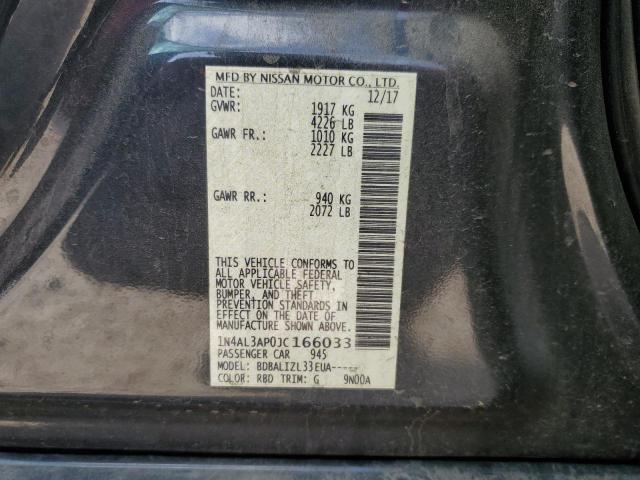 MFD BY NISSAN MOTOR CO., LTD.
DATE: 12/17
GVWR: 1917 KG
4226 LB
GAWR FR.: 1010 KG
2227 LB
GAWR RR.: 940 KG
2072 LB
THIS VEHICLE CONFORMS TO
ALL APPLICABLE FEDERAL
MOTOR VEHICLE SAFETY,
BUMPER, AND THEFT
PREVENTION STANDARDS IN
EFFECT ON THE DATE OF
MANUFACTURE SHOWN ABOVE.
1N4AL3AP0JC166033
PASSENGER CAR 945
MODEL: BDBALIZL33EUA-----
COLOR: RBD TRIM: G 9N00A